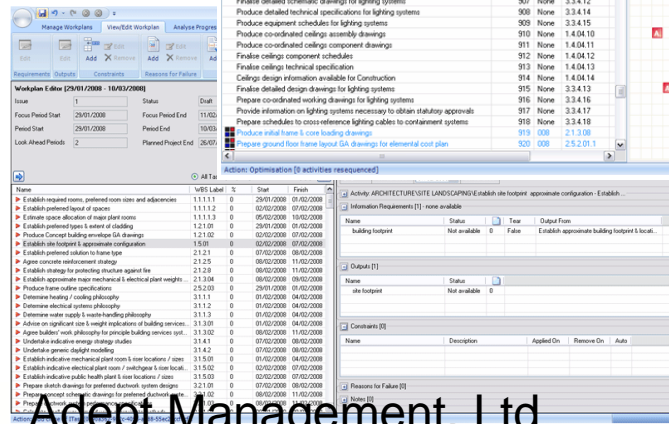 Manage Workplans View/Edit Workplan Analyse Progres
Add Edit
Add Remove
Add Edit
Add Remove
Requirements Outputs Constraints Reasons for Failure
Workplan Editor [29/01/2008 - 10/03/2008]
Issue 1 Status Draft
Focus Period Start 29/01/2008 Focus Period End 11/02/
Period Start 29/01/2008 Period End 10/03/
Look Ahead Periods 2 Planned Project End 26/07/
All Ta
Finalise detailed schematic drawings for lighting systems 907 None 3.3.4.12
Produce detailed technical specifications for lighting systems 908 None 3.3.4.14
Produce equipment schedules for lighting systems 909 None 3.3.4.15
Produce co-ordinated ceilings assembly drawings 910 None 1.4.04.10
Produce co-ordinated ceilings component drawings 911 None 1.4.04.11
Finalise ceilings component schedules 912 None 1.4.04.12
Finalise ceilings technical specification 913 None 1.4.04.13
Ceilings design information available for Construction 914 None 1.4.04.14
Finalise detailed design drawings for lighting systems 915 None 3.3.4.13
Prepare co-ordinated working drawings for lighting systems 916 None 3.3.4.16
Provide information on lighting systems necessary to obtain statutory approvals 917 None 3.3.4.17
Prepare schedules to cross-reference lighting cables to containment systems 918 None 3.3.4.18
Produce initial frame & core loading drawings 919 008 2.1.3.08
Prepare ground floor frame layout GA drawings for elemental cost plan 920 008 2.5.2.01.1
Action: Optimisation [0 activities resequenced]
Name WBS Label % Start Finish
Establish required rooms, preferred room sizes and adjacencies 1.1.1.1.1 0 29/01/2008 01/02/2008
Establish preferred layout of spaces 1.1.1.1.2 0 01/02/2008 07/02/2008
Estimate space allocation of major plant rooms 1.1.1.1.3 0 05/02/2008 10/02/2008
Establish preferred types & extent of cladding 1.2.1.01 0 29/01/2008 01/02/2008
Produce Concept building envelope GA drawings 1.2.1.02 0 02/02/2008 07/02/2008
Establish site footprint & approximate configuration 1.5.01 0 02/02/2008 07/02/2008
Establish preferred solution to frame type 2.1.2.1 0 07/02/2008 08/02/2008
Agree concrete reinforcement strategy 2.1.2.5 0 08/02/2008 11/02/2008
Establish strategy for protecting structure against fire 2.1.2.8 0 08/02/2008 11/02/2008
Establish approximate major mechanical & electrical plant weights ... 2.1.3.04 0 08/02/2008 11/02/2008
Produce frame outline specifications 2.5.2.03 0 29/01/2008 01/02/2008
Determine heating / cooling philosophy 3.1.1.1 0 01/02/2008 04/02/2008
Determine electrical systems philosophy 3.1.1.2 0 01/02/2008 04/02/2008
Determine water supply & waste-handling philosophy 3.1.1.3 0 01/02/2008 04/02/2008
Advise on significant size & weight implications of building services... 3.1.3.01 0 04/02/2008 07/02/2008
Agree builders' work philosophy for principle building services syst... 3.1.3.02 0 08/02/2008 11/02/2008
Undertake indicative energy strategy studies 3.1.4.1 0 07/02/2008 08/02/2008
Undertake generic daylight modelling 3.1.4.2 0 07/02/2008 08/02/2008
Establish indicative mechanical plant room & riser locations / sizes 3.1.5.01 0 01/02/2008 04/02/2008
Establish indicative electrical plant room / switchgear & riser locati... 3.1.5.02 0 02/02/2008 07/02/2008
Establish indicative public health plant & riser locations / sizes
Prepare sketch drawings for preferred ductwork system designs 3.2.1.01 0 07/02/2008 08/02/2008
Activity: ARCHITECTURE\SITE LANDSCAPING\Establish site footprint approximate configuration - Establish ...
Information Requirements [1] - none available
Name Status Tear Output From
building footprint Not available 0 False Establish approximate building footprint & locati...
Outputs [1]
Name Status
site footprint Not available 0
Constraints [0]
Name Description Applied On Remove On Auto
Reasons for Failure [0]
Notes [0]
Adept Management Ltd